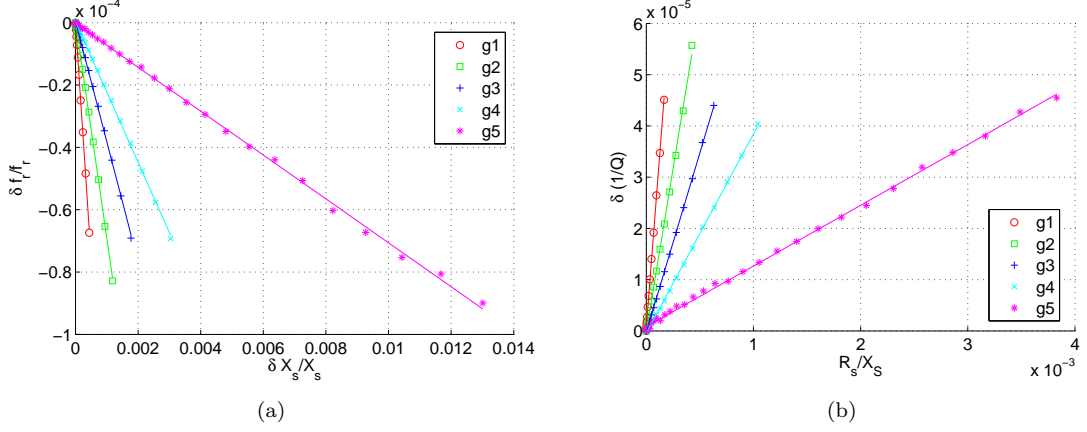 x 10⁻⁴
0
−0.2
−0.4
−0.6
−0.8
−1
δ f_r/f_r
0
0.002
0.004
0.006
0.008
0.01
0.012
0.014
δ X_s/X_s
g1
g2
g3
g4
g5
(a)
x 10⁻⁵
6
5
4
3
2
1
0
δ (1/Q)
0
1
2
3
4
x 10⁻³
R_s/X_S
g1
g2
g3
g4
g5
(b)